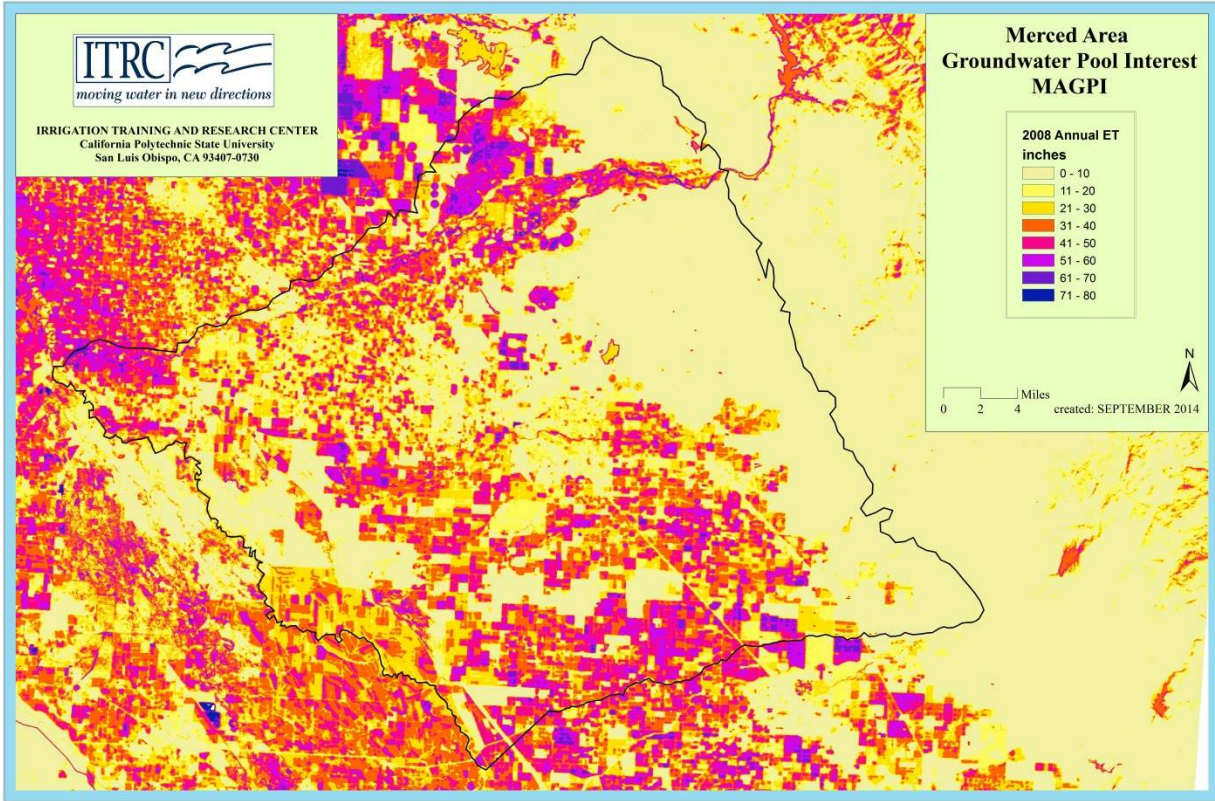 ITRC
moving water in new directions
IRRIGATION TRAINING AND RESEARCH CENTER
California Polytechnic State University
San Luis Obispo, CA 93407-0730
Merced Area
Groundwater Pool Interest
MAGPI
2008 Annual ET
inches
0 - 10
11 - 20
21 - 30
31 - 40
41 - 50
51 - 60
61 - 70
71 - 80
N
Miles
0 2 4
created: SEPTEMBER 2014